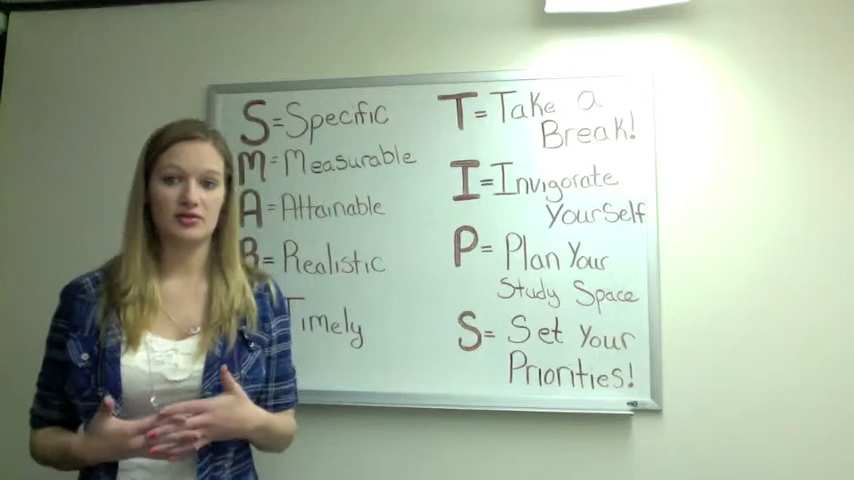 S = Specific
M = Measurable
A = Attainable
R = Realistic
Timely
T = Take a
Break!
I = Invigorate
YourSelf
P = Plan Your
Study Space
S = Set Your
Priorities!